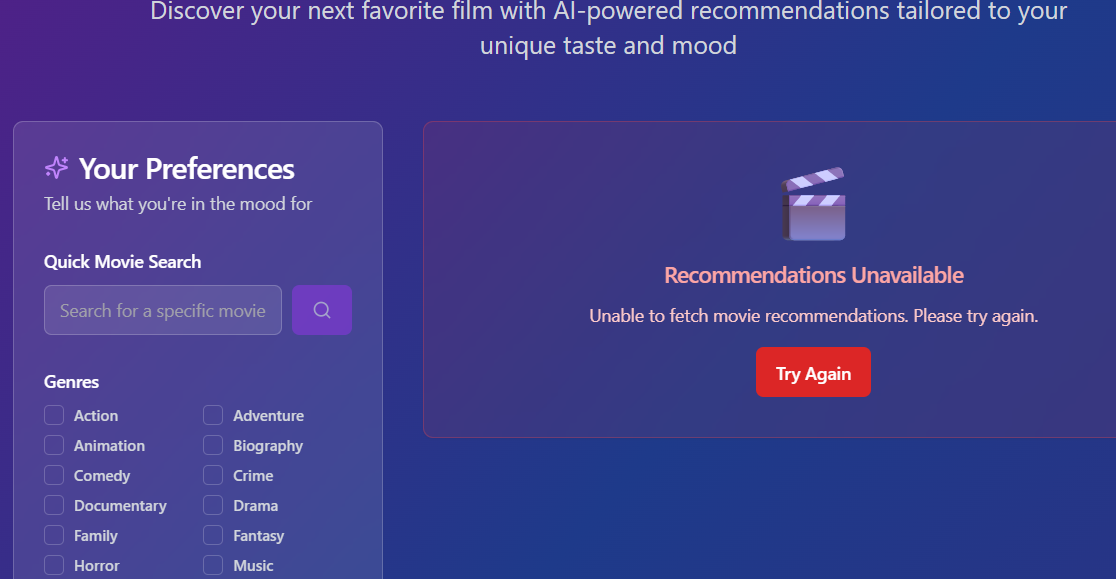 Discover your next favorite film with AI-powered recommendations tailored to your
unique taste and mood
Your Preferences
Tell us what you're in the mood for
Quick Movie Search
Search for a specific movie
Genres
Action
Adventure
Animation
Biography
Comedy
Crime
Documentary
Drama
Family
Fantasy
Horror
Music
Recommendations Unavailable
Unable to fetch movie recommendations. Please try again.
Try Again